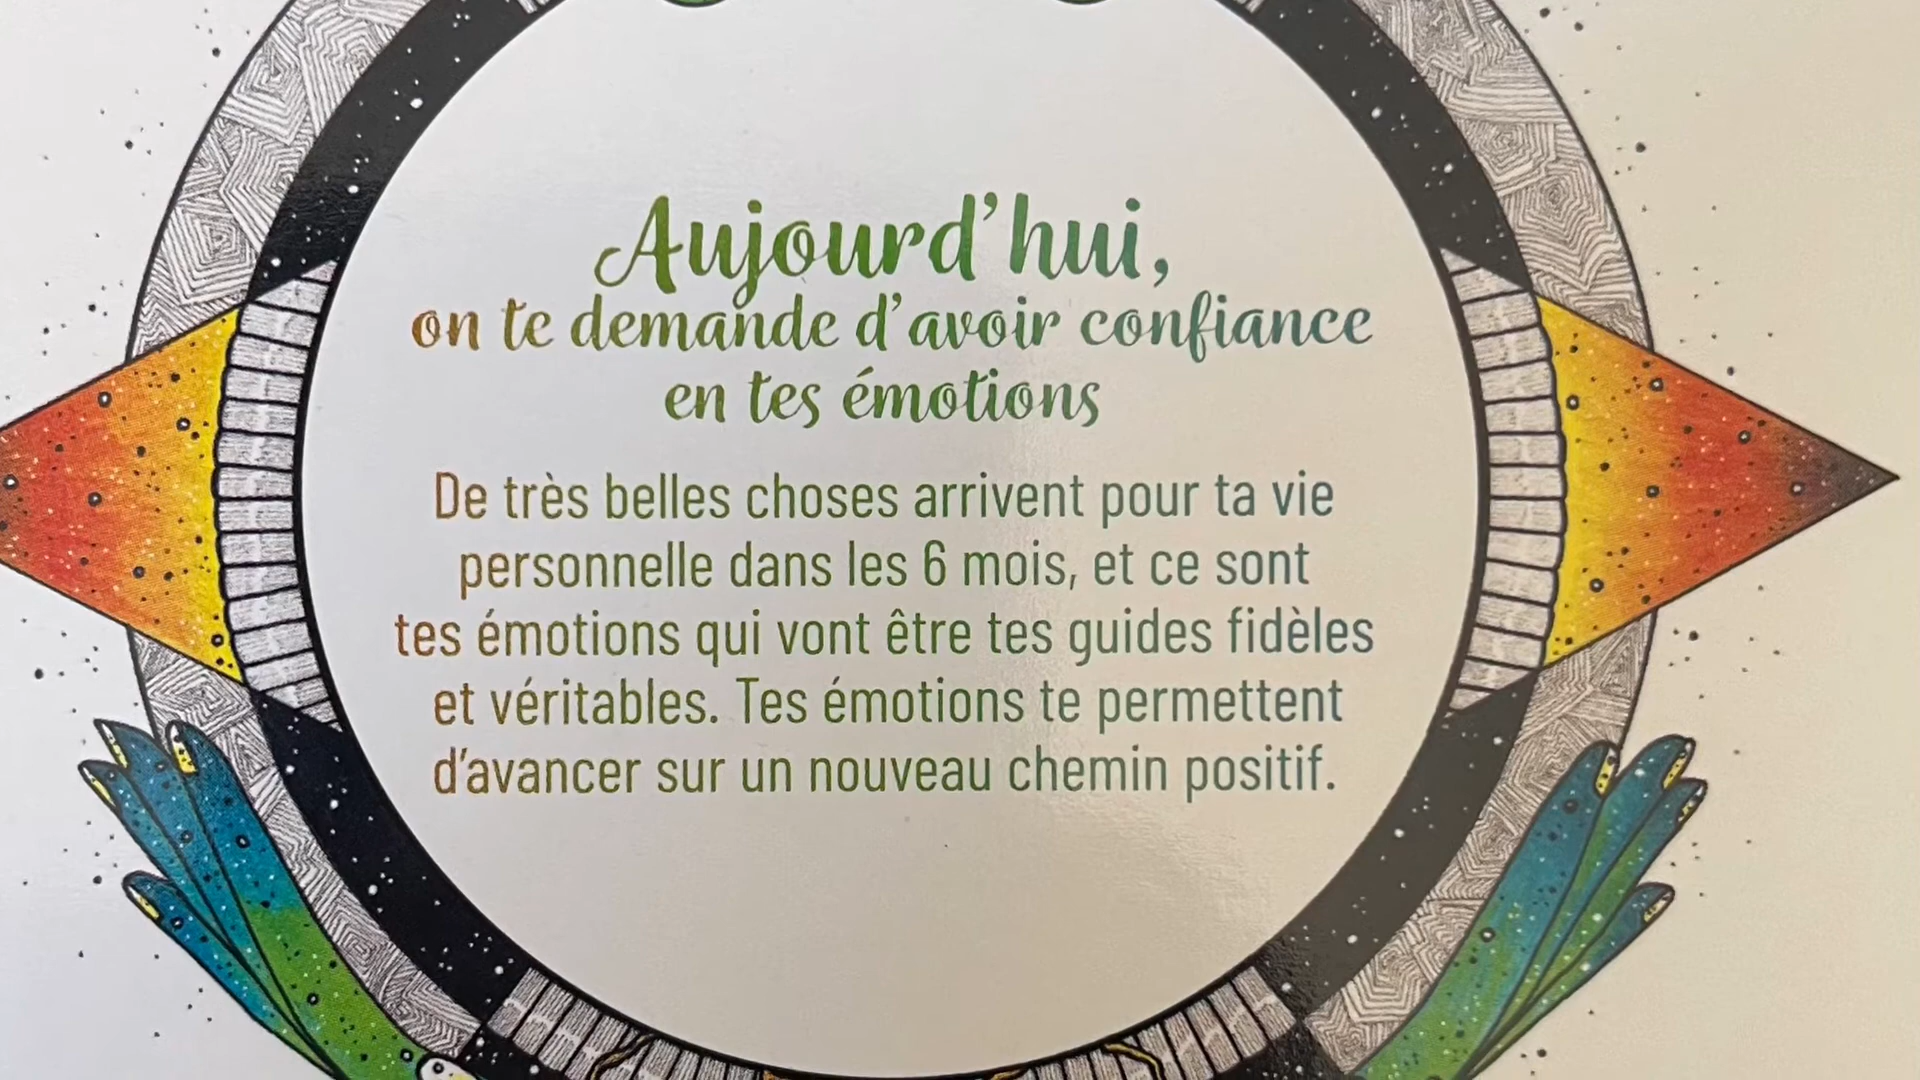 Aujourd'hui,
on te demande d'avoir confiance
en tes émotions
De très belles choses arrivent pour ta vie
personnelle dans les 6 mois, et ce sont
tes émotions qui vont être tes guides fidèles
et véritables. Tes émotions te permettent
d'avancer sur un nouveau chemin positif.